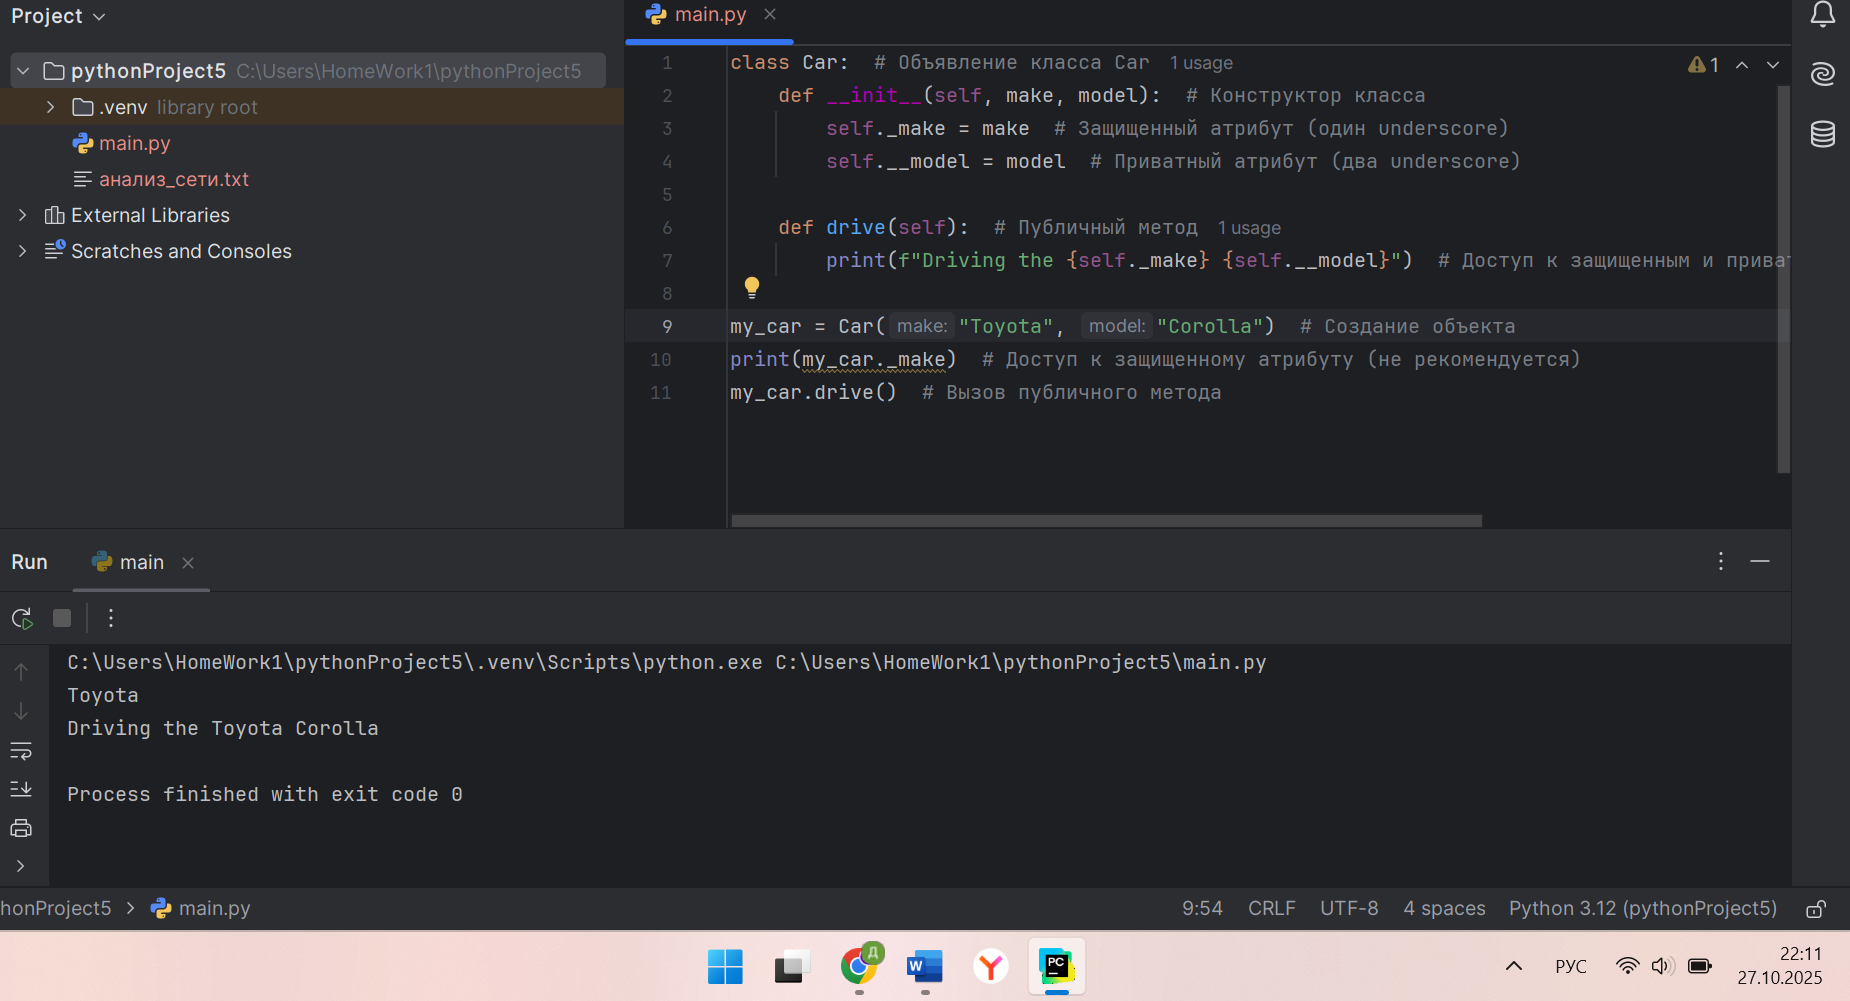 Project
main.py
pythonProject5 C:\Users\HomeWork1\pythonProject5
.venv library root
main.py
анализ_сети.txt
External Libraries
Scratches and Consoles
1 class Car:  # Объявление класса Car 1 usage
2     def __init__(self, make, model):  # Конструктор класса
3         self._make = make  # Защищенный атрибут (один underscore)
4         self.__model = model  # Приватный атрибут (два underscore)
5
6     def drive(self):  # Публичный метод 1 usage
7         print(f"Driving the {self._make} {self.__model}")  # Доступ к защищенным и
8
9 my_car = Car( make: "Toyota", model: "Corolla")  # Создание объекта
10 print(my_car._make)  # Доступ к защищенному атрибуту (не рекомендуется)
11 my_car.drive()  # Вызов публичного метода
1
Run main
C:\Users\HomeWork1\pythonProject5\.venv\Scripts\python.exe C:\Users\HomeWork1\pythonProject5\main.py
Toyota
Driving the Toyota Corolla
Process finished with exit code 0
honProject5 main.py 9:54 CRLF UTF-8 4 spaces Python 3.12 (pythonProject5)
Д
W
PC
РУС
22:11
27.10.2025